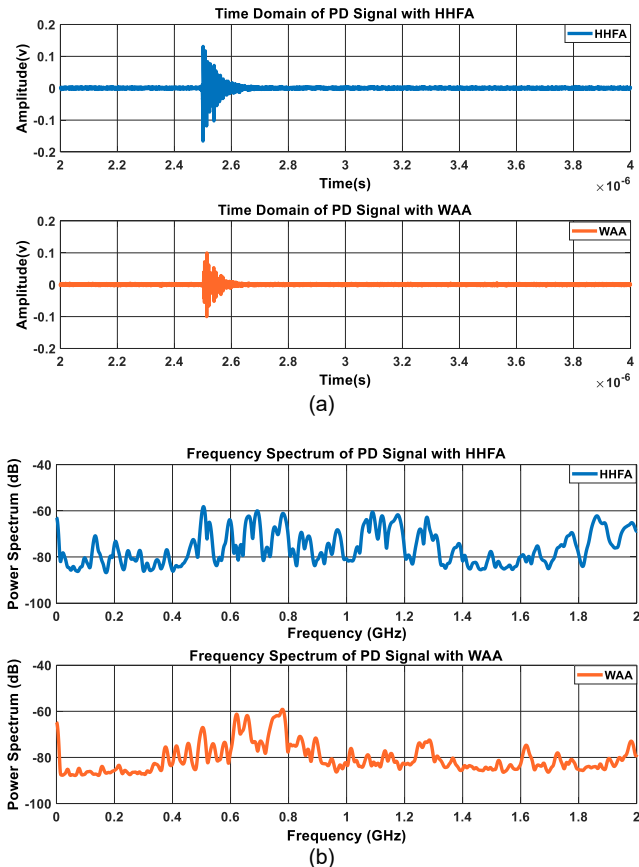 Time Domain of PD Signal with HHFA
HHFA
Amplitude(v)
0.2
0.1
0
-0.1
-0.2
2 2.2 2.4 2.6 2.8 3 3.2 3.4 3.6 3.8 4
Time(s)
×10⁻⁶
Time Domain of PD Signal with WAA
WAA
Amplitude(v)
0.2
0.1
0
-0.1
-0.2
2 2.2 2.4 2.6 2.8 3 3.2 3.4 3.6 3.8 4
Time(s)
×10⁻⁶
(a)
Frequency Spectrum of PD Signal with HHFA
HHFA
Power Spectrum (dB)
-40
-60
-80
-100
0 0.2 0.4 0.6 0.8 1 1.2 1.4 1.6 1.8 2
Frequency (GHz)
Frequency Spectrum of PD Signal with WAA
WAA
Power Spectrum (dB)
-40
-60
-80
-100
0 0.2 0.4 0.6 0.8 1 1.2 1.4 1.6 1.8 2
Frequency (GHz)
(b)